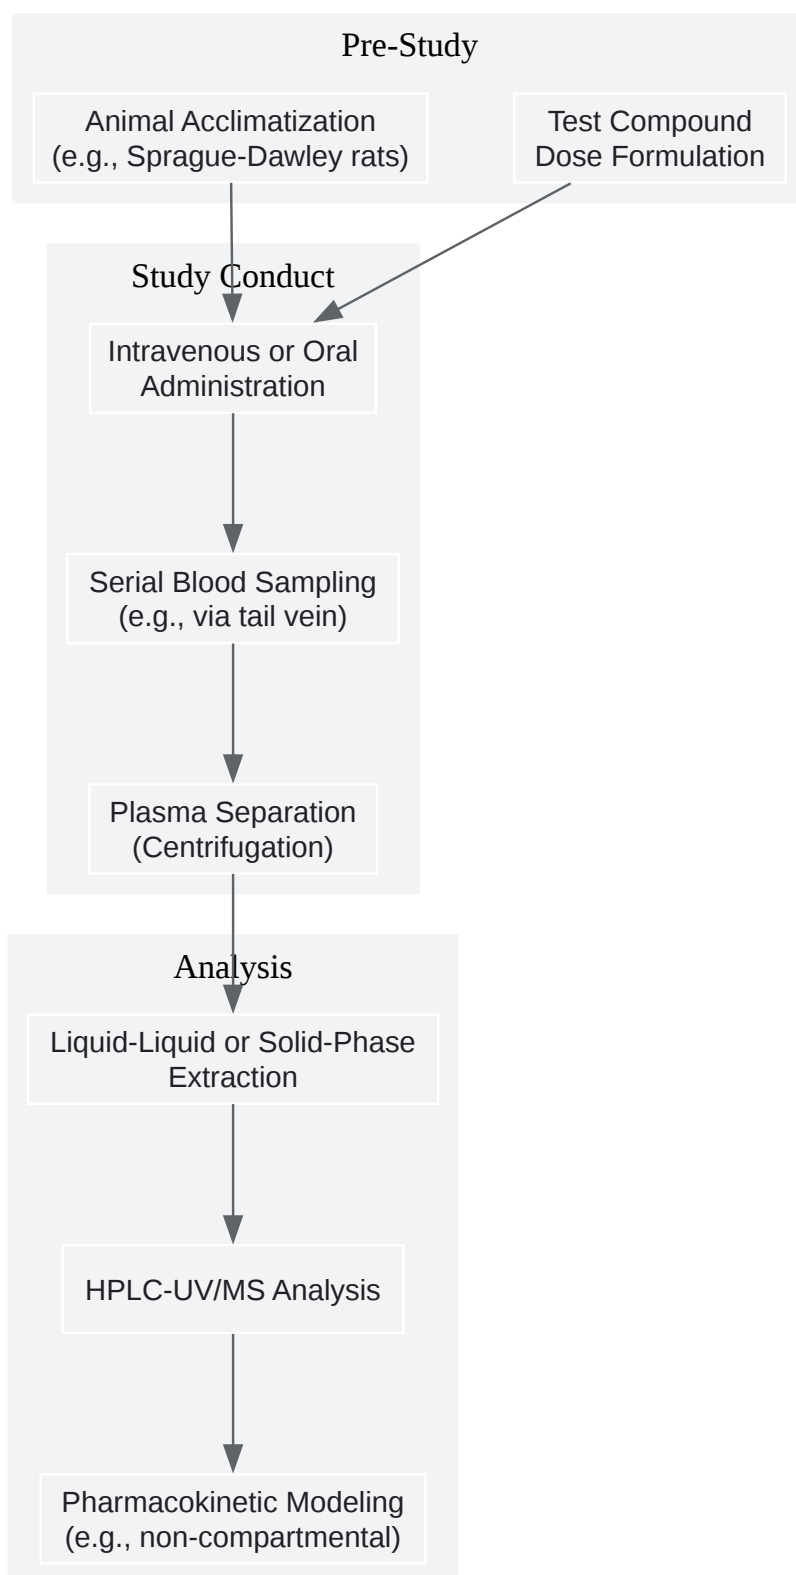 Pre-Study
Animal Acclimatization
(e.g., Sprague-Dawley rats)
Test Compound
Dose Formulation
Study Conduct
Intravenous or Oral
Administration
Serial Blood Sampling
(e.g., via tail vein)
Plasma Separation
(Centrifugation)
Analysis
Liquid-Liquid or Solid-Phase
Extraction
HPLC-UV/MS Analysis
Pharmacokinetic Modeling
(e.g., non-compartmental)